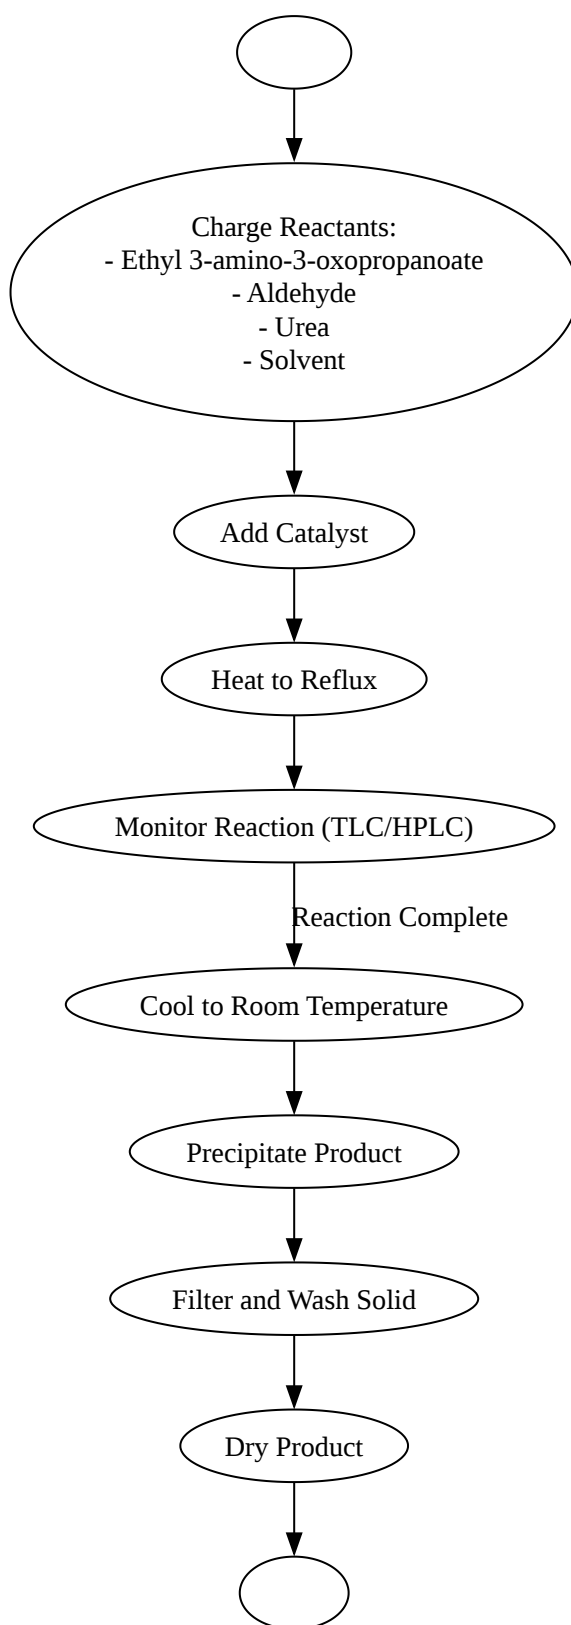 Charge Reactants:
- Ethyl 3-amino-3-oxopropanoate
- Aldehyde
- Urea
- Solvent
Add Catalyst
Heat to Reflux
Monitor Reaction (TLC/HPLC)
Reaction Complete
Cool to Room Temperature
Precipitate Product
Filter and Wash Solid
Dry Product